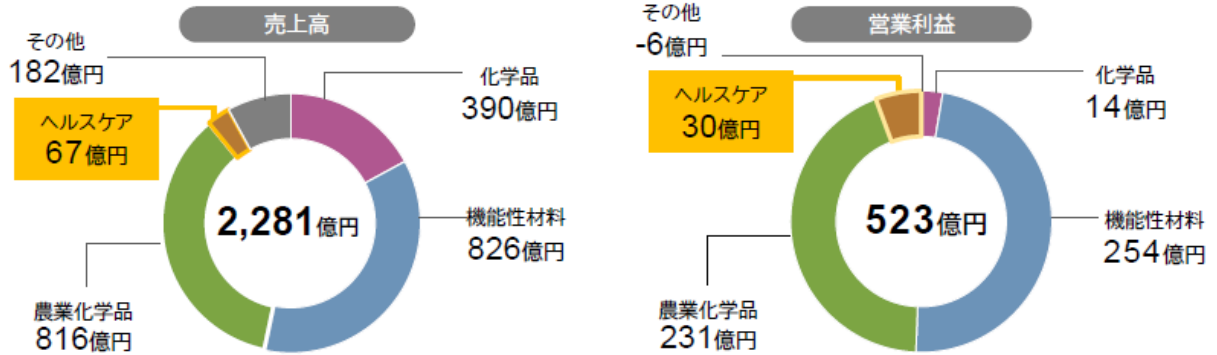 売上高
その他
182億円
ヘルスケア
67億円
化学品
390億円
2,281億円
機能性材料
826億円
農業化学品
816億円
営業利益
その他
-6億円
ヘルスケア
30億円
化学品
14億円
523億円
機能性材料
254億円
農業化学品
231億円